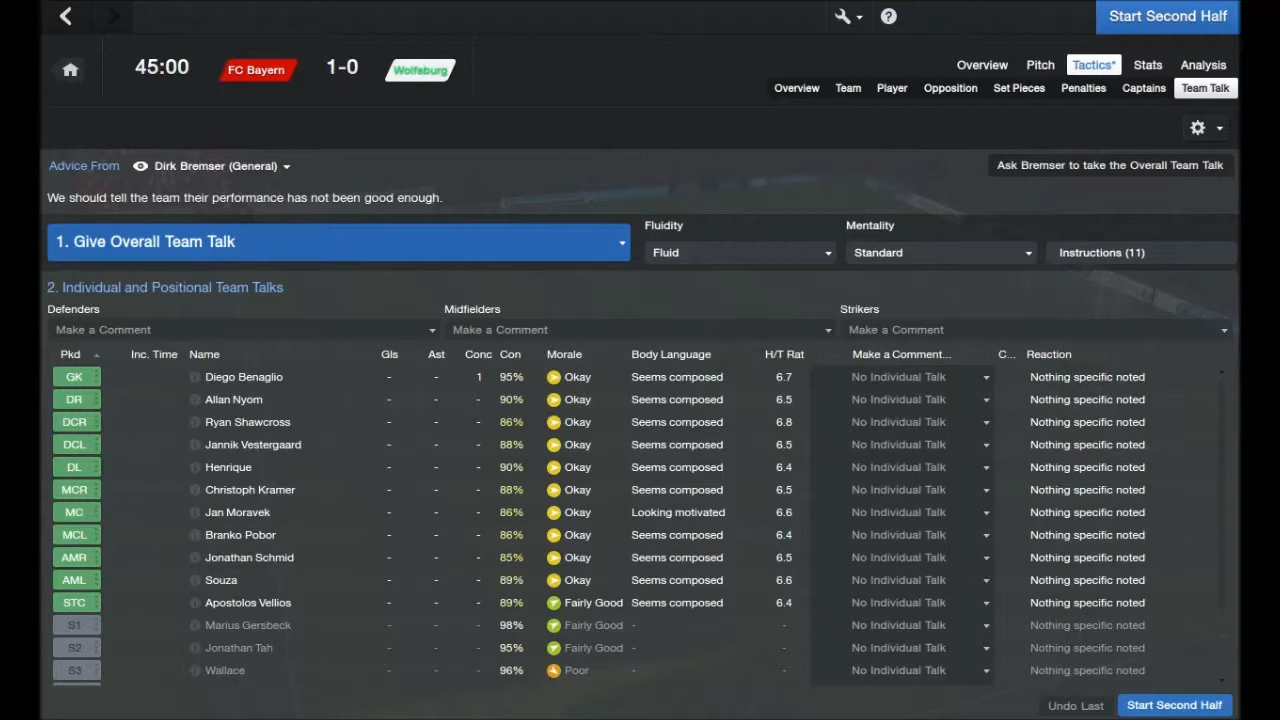 Start Second Half
45:00 FC Bayern 1-0 Wolfsburg
Overview Pitch Tactics* Stats Analysis
Overview Team Player Opposition Set Pieces Penalties Captains Team Talk
Advice From Dirk Bremser (General) Ask Bremser to take the Overall Team Talk
We should tell the team their performance has not been good enough.
Fluidity Mentality
1. Give Overall Team Talk Fluid Standard Instructions (11)
2. Individual and Positional Team Talks
Defenders Midfielders Strikers
Make a Comment Make a Comment Make a Comment
Pkd Inc. Time Name Gls Ast Conc Con Morale Body Language H/T Rat Make a Comment... C... Reaction
GK Diego Benaglio - - 1 95% Okay Seems composed 6.7 No Individual Talk Nothing specific noted
DR Allan Nyom - - - 90% Okay Seems composed 6.5 No Individual Talk Nothing specific noted
DCR Ryan Shawcross - - - 86% Okay Seems composed 6.8 No Individual Talk Nothing specific noted
DCL Jannik Vestergaard - - - 88% Okay Seems composed 6.5 No Individual Talk Nothing specific noted
DL Henrique - - - 90% Okay Seems composed 6.4 No Individual Talk Nothing specific noted
MCR Christoph Kramer - - - 88% Okay Seems composed 6.5 No Individual Talk Nothing specific noted
MC Jan Moravek - - - 86% Okay Looking motivated 6.6 No Individual Talk Nothing specific noted
MCL Branko Pobor - - - 86% Okay Seems composed 6.4 No Individual Talk Nothing specific noted
AMR Jonathan Schmid - - - 85% Okay Seems composed 6.5 No Individual Talk Nothing specific noted
AML Souza - - - 89% Okay Seems composed 6.6 No Individual Talk Nothing specific noted
STC Apostolos Vellios - - - 89% Fairly Good Seems composed 6.4 No Individual Talk Nothing specific noted
S1 Marius Gersbeck 98% Fairly Good - - No Individual Talk Nothing specific noted
S2 Jonathan Tah 95% Fairly Good - - No Individual Talk Nothing specific noted
S3 Wallace 96% Poor - - No Individual Talk Nothing specific noted
Undo Last Start Second Half